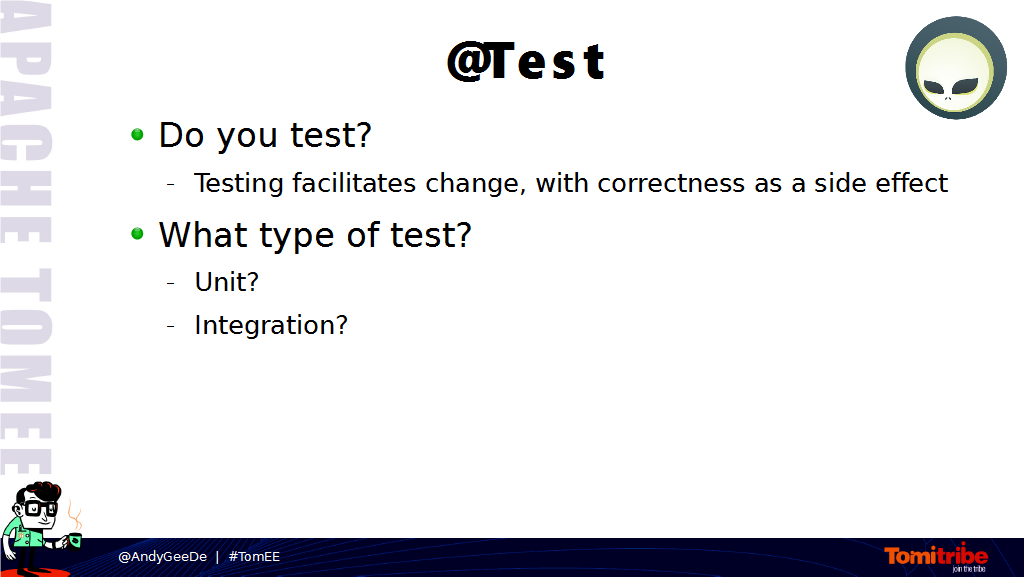 @Test
Do you test?
- Testing facilitates change, with correctness as a side effect
What type of test?
- Unit?
- Integration?
APACHE TOMEE
@AndyGeeDe | #TomEE
Tomitribe
join the tribe